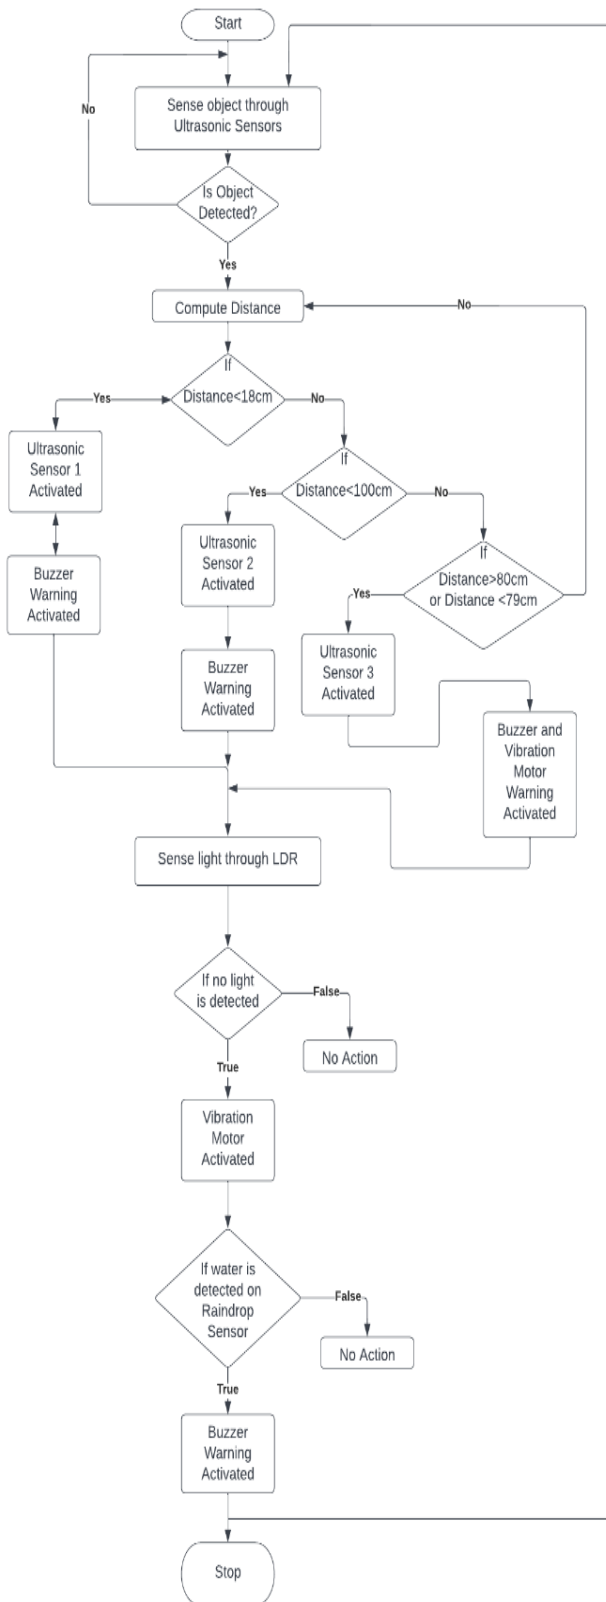 Start
No
Sense object through
Ultrasonic Sensors
Is Object
Detected?
Yes
Compute Distance
No
If
Distance<18cm
Yes
No
Ultrasonic
Sensor 1
Activated
If
Distance<100cm
Yes
No
Ultrasonic
Sensor 2
Activated
If
Distance>80cm
or Distance <79cm
Yes
Buzzer
Warning
Activated
Ultrasonic
Sensor 3
Activated
Buzzer
Warning
Activated
Buzzer and
Vibration
Motor
Warning
Activated
Sense light through LDR
If no light
is detected
False
No Action
True
Vibration
Motor
Activated
If water is
detected on
Raindrop
Sensor
False
No Action
True
Buzzer
Warning
Activated
Stop